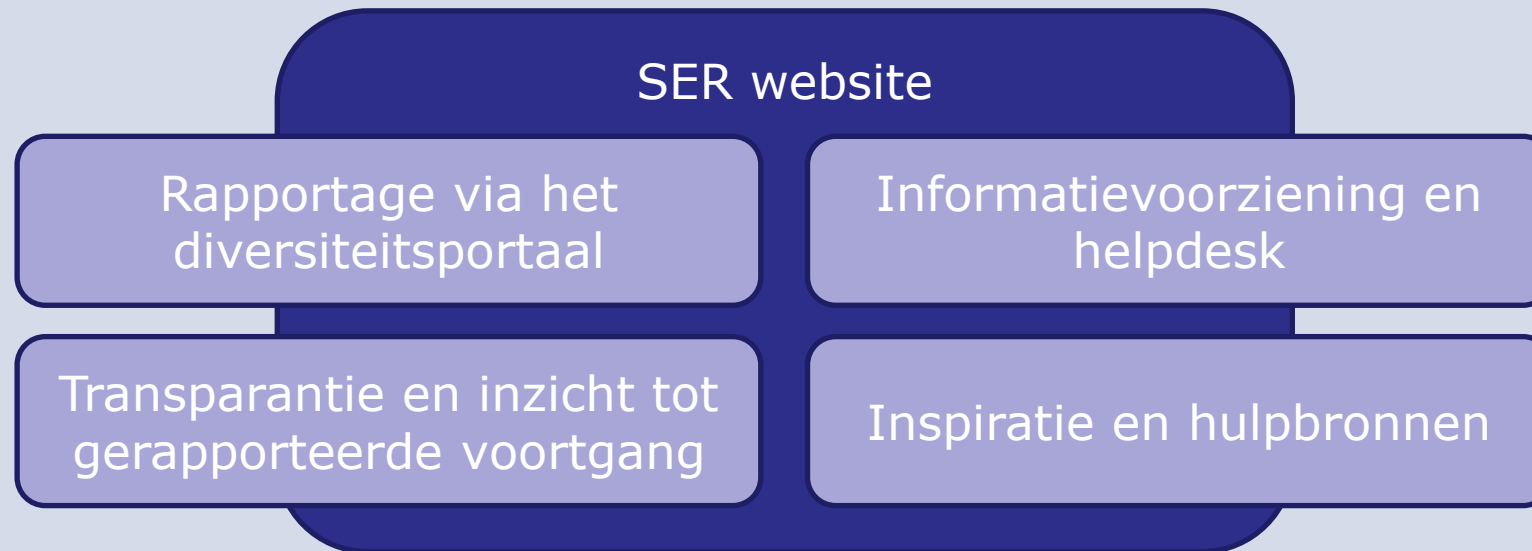 SER website
Rapportage via het
diversiteitsportaal
Informatievoorziening en
helpdesk
Transparantie en inzicht tot
gerapporteerde voortgang
Inspiratie en hulpbronnen